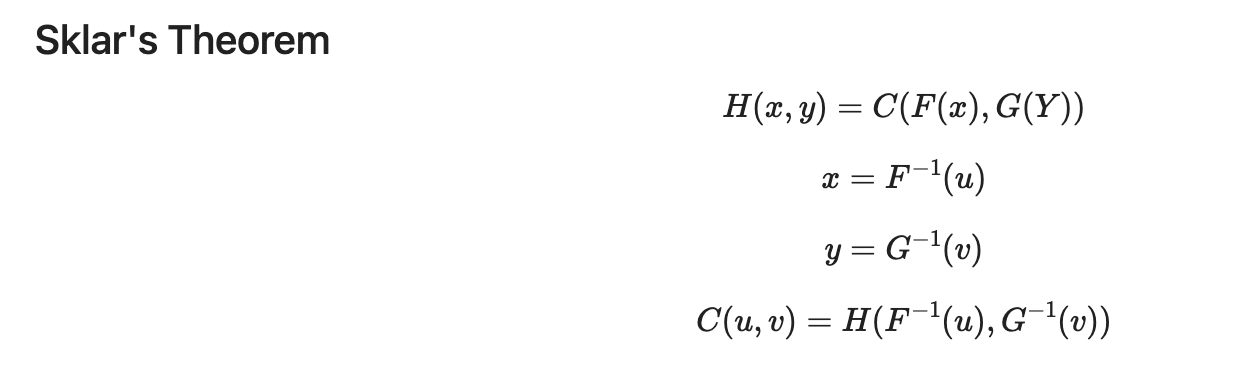 Sklar's Theorem
H(x, y) = C(F(x), G(Y))
x = F⁻¹(u)
y = G⁻¹(v)
C(u, v) = H(F⁻¹(u), G⁻¹(v))